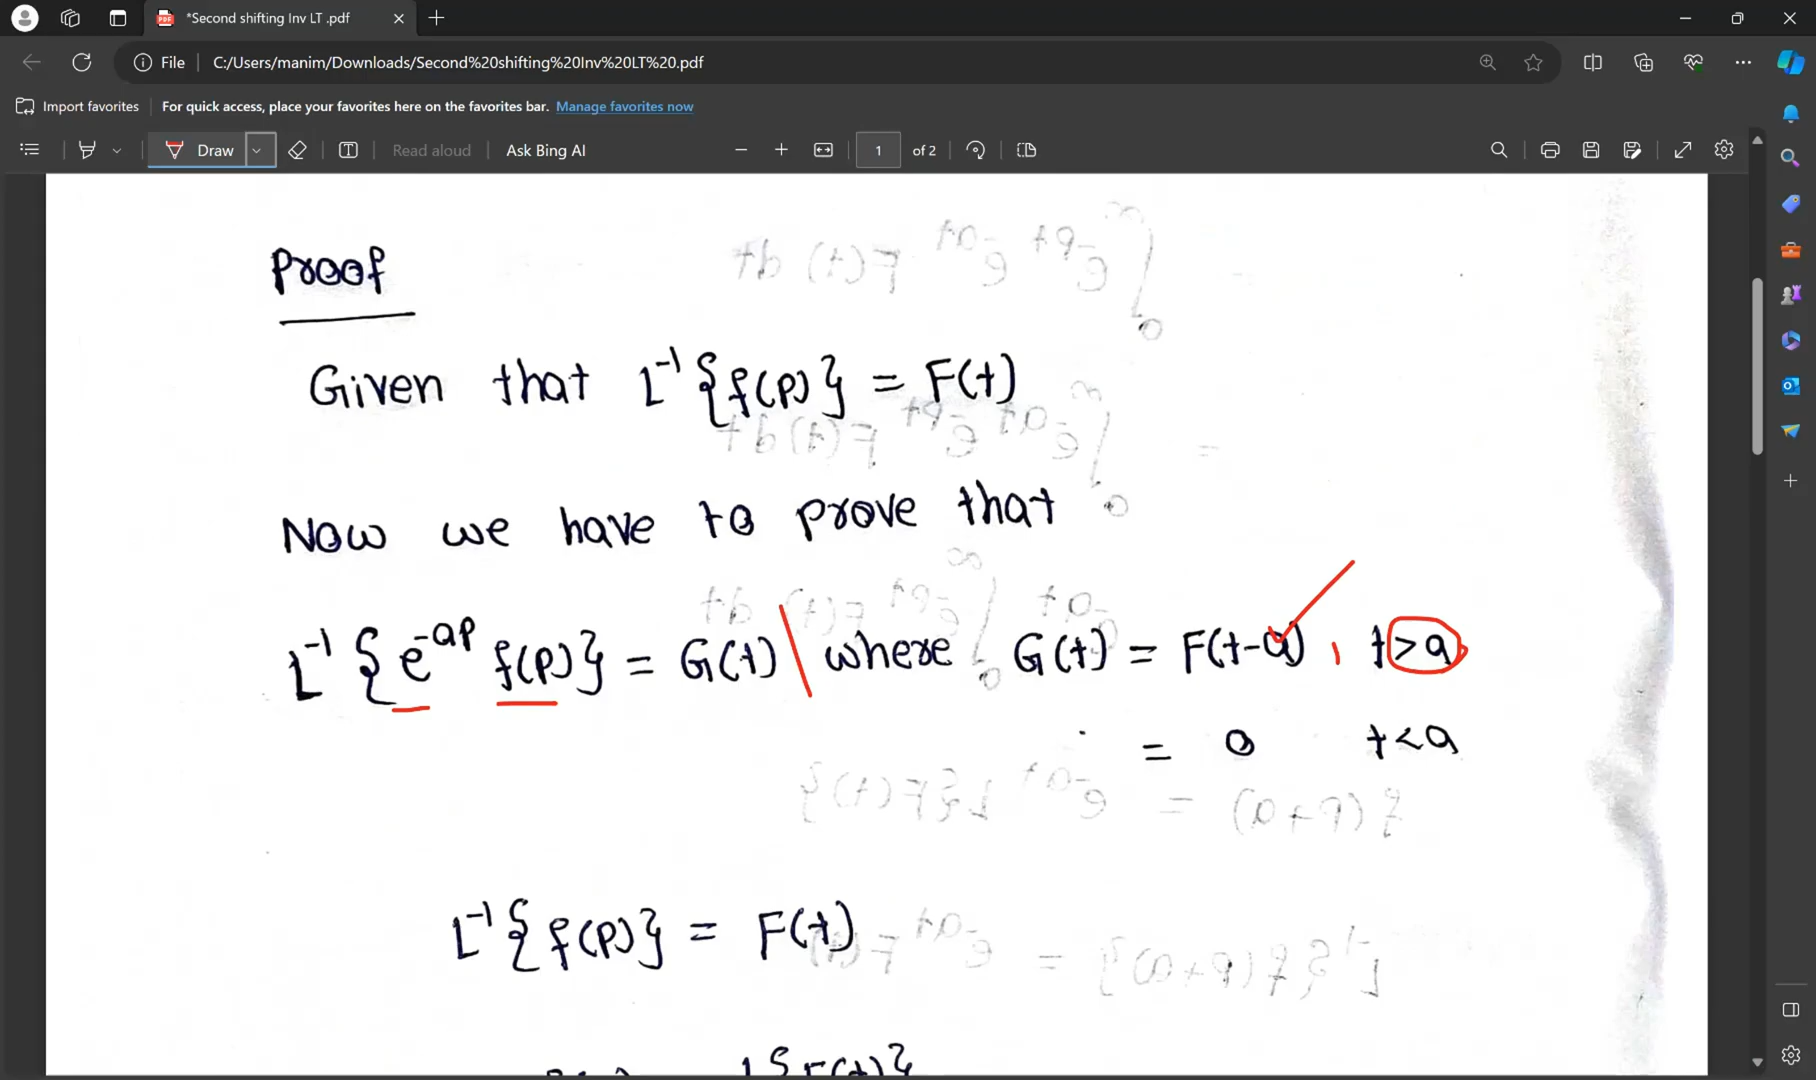 *Second shifting Inv LT .pdf
File C:/Users/manim/Downloads/Second%20shifting%20Inv%20LT%20.pdf
Import favorites For quick access, place your favorites here on the favorites bar. Manage favorites now
Draw Read aloud Ask Bing AI 1 of 2
Proof
Given that L⁻¹{f(p)} = F(t)
Now we have to prove that
L⁻¹{e^-ap f(p)} = G(t) where G(t) = F(t-a), t>a
= 0 t<a
L⁻¹{f(p)} = F(t)